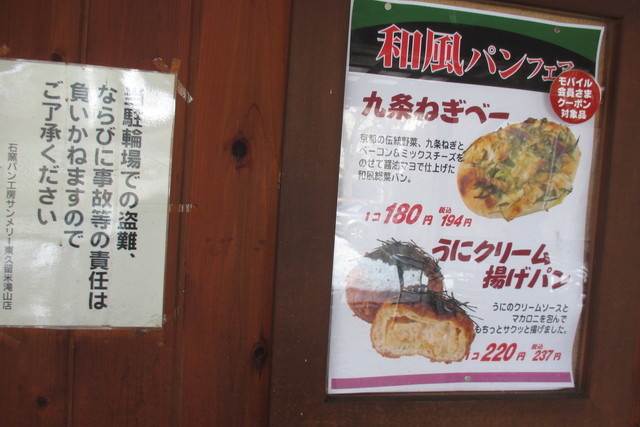 当駐輪場での盗難、
ならびに事故等の責任は
負いかねますので
ご了承ください
石窯パン工房サンメリー東久留米滝山店
和風パンフェア
モバイル
会員さま
クーポン
対象品
九条ねぎベー
京都の伝統野菜、九条ねぎと
ベーコン&ミックスチーズを
のせて醤油マヨで仕上げた
和風総菜パン。
1コ180円 税込194円
うにクリーム
揚げパン
うにのクリームソースと
マカロニを包んで
もちっとサクッと揚げました。
1コ220円 税込237円